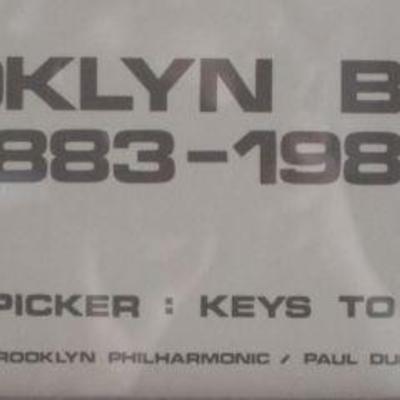 OKLYN B
883-198
PICKER : KEYS TO
ROOKLYN PHILHARMONIC / PAUL DU